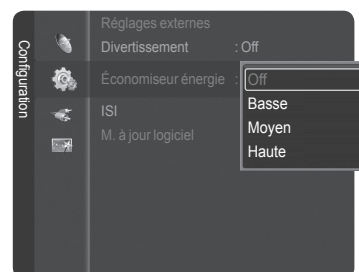 Configuration
Réglages externes
Divertissement : Off
Économiseur énergie : Off
Basse
Moyen
Haute
ISI
M. à jour logiciel